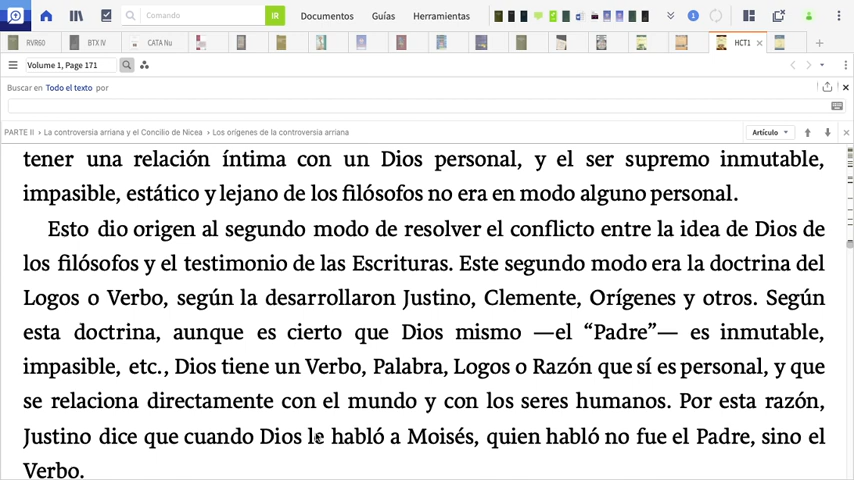 Comando
IR
Documentos
Guías
Herramientas
1
RVR60
BTX IV
CATA Nu
HCT1
Volume 1, Page 171
Buscar en Todo el texto por
PARTE II › La controversia arriana y el Concilio de Nicea › Los orígenes de la controversia arriana
Artículo
tener una relación íntima con un Dios personal, y el ser supremo inmutable,
impasible, estático y lejano de los filósofos no era en modo alguno personal.
Esto dio origen al segundo modo de resolver el conflicto entre la idea de Dios de
los filósofos y el testimonio de las Escrituras. Este segundo modo era la doctrina del
Logos o Verbo, según la desarrollaron Justino, Clemente, Orígenes y otros. Según
esta doctrina, aunque es cierto que Dios mismo —el “Padre”— es inmutable,
impasible, etc., Dios tiene un Verbo, Palabra, Logos o Razón que sí es personal, y que
se relaciona directamente con el mundo y con los seres humanos. Por esta razón,
Justino dice que cuando Dios le habló a Moisés, quien habló no fue el Padre, sino el
Verbo.